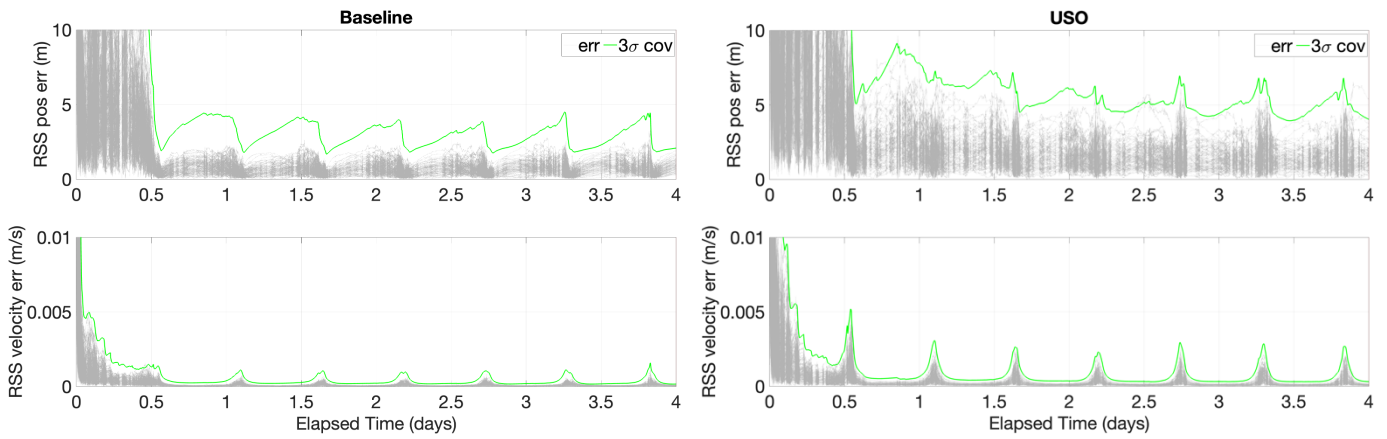 Baseline
10
5
0
RSS pos err (m)
err 3σ cov
0 0.5 1 1.5 2 2.5 3 3.5 4
0.01
0.005
0
RSS velocity err (m/s)
0 0.5 1 1.5 2 2.5 3 3.5 4
Elapsed Time (days)
USO
10
5
0
RSS pos err (m)
err 3σ cov
0 0.5 1 1.5 2 2.5 3 3.5 4
0.01
0.005
0
RSS velocity err (m/s)
0 0.5 1 1.5 2 2.5 3 3.5 4
Elapsed Time (days)